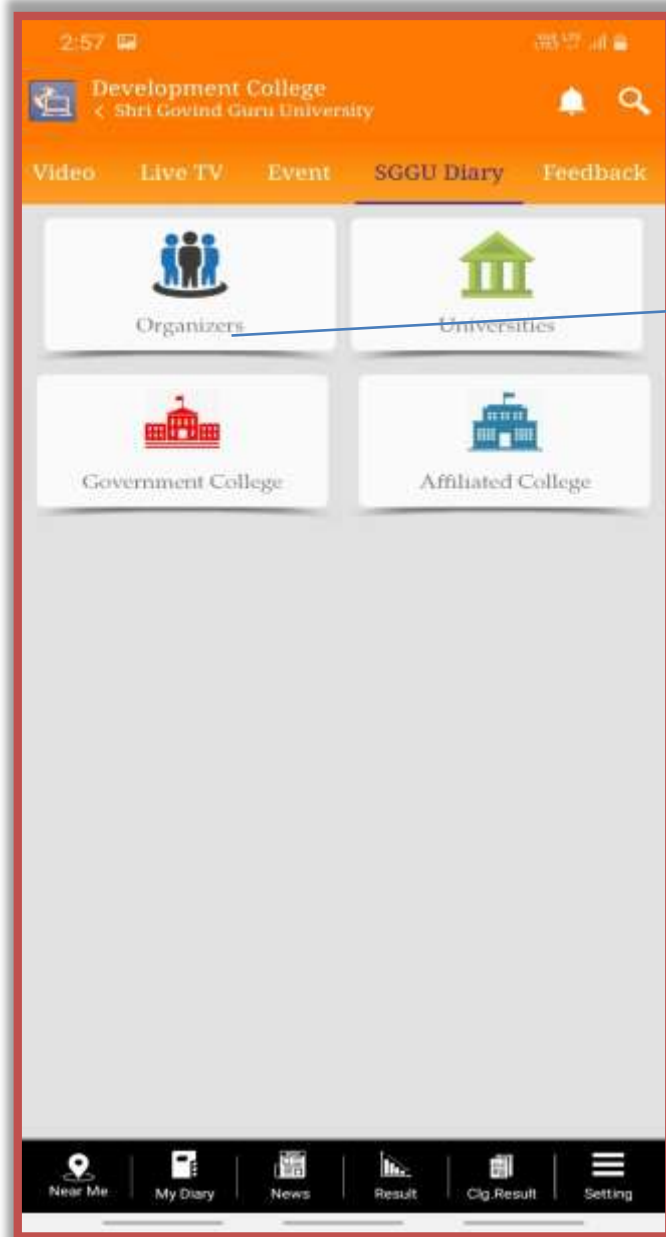 2:57
Development College
< Shri Govind Guru University
Video Live TV Event SGGU Diary Feedback
Organizers Universities
Government College Affiliated College
Near Me My Diary News Result Clg.Result Setting